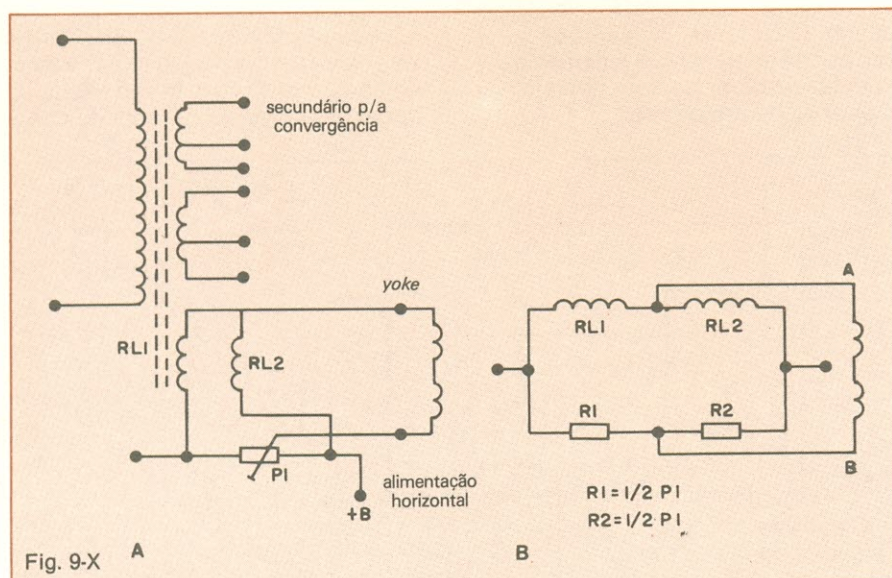 secundário p/a
convergência
yoke
RL1
RL2
P1
alimentação
horizontal
+B
Fig. 9-X
A
A
RL1
RL2
R1
R2
B
R1=1/2 P1
R2=1/2 P1
B